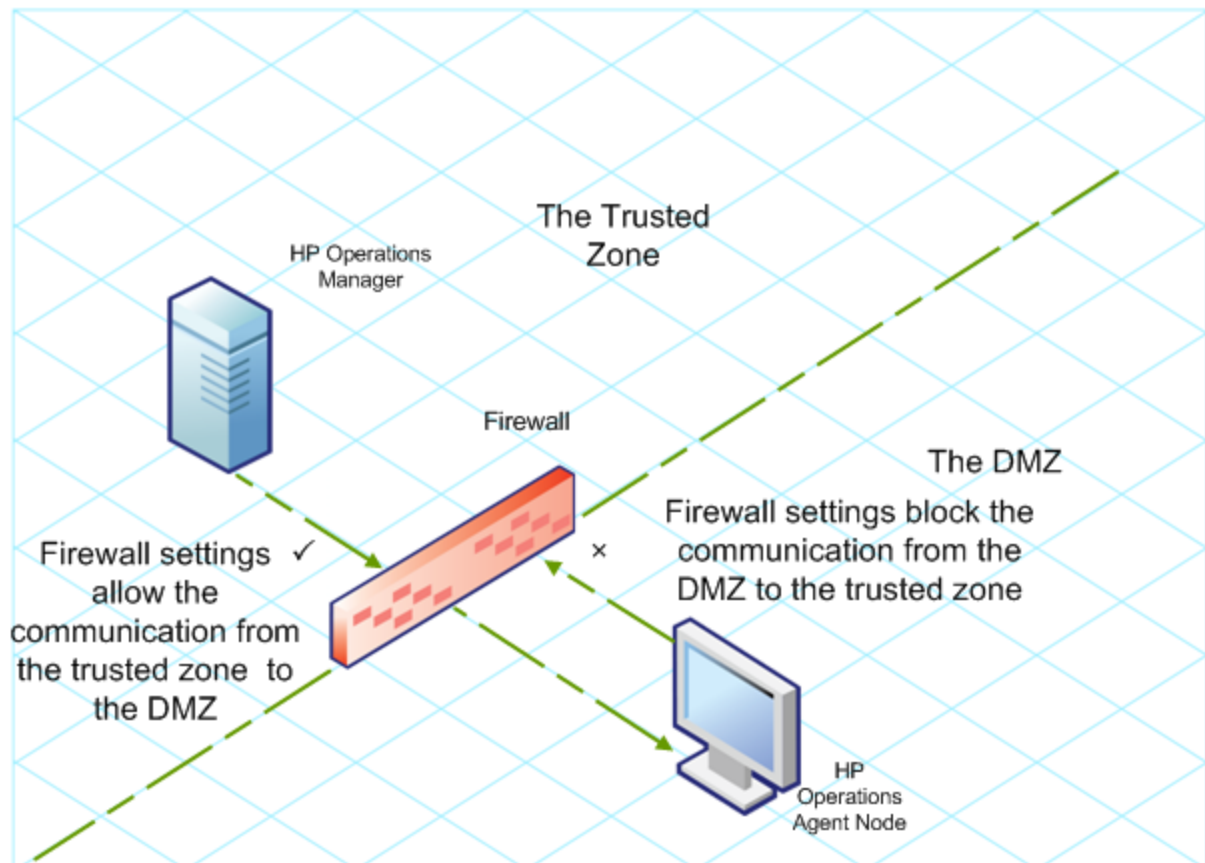 The Trusted
Zone
HP Operations
Manager
Firewall
The DMZ
Firewall settings block the
communication from the
DMZ to the trusted zone
×
Firewall settings ✓
allow the
communication from
the trusted zone to
the DMZ
HP
Operations
Agent Node